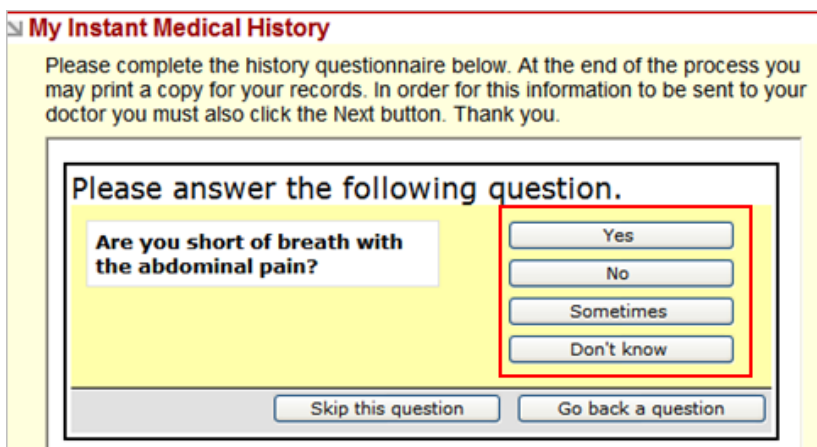 My Instant Medical History
Please complete the history questionnaire below. At the end of the process you
may print a copy for your records. In order for this information to be sent to your
doctor you must also click the Next button. Thank you.
Please answer the following question.
Are you short of breath with
the abdominal pain?
Yes
No
Sometimes
Don't know
Skip this question
Go back a question